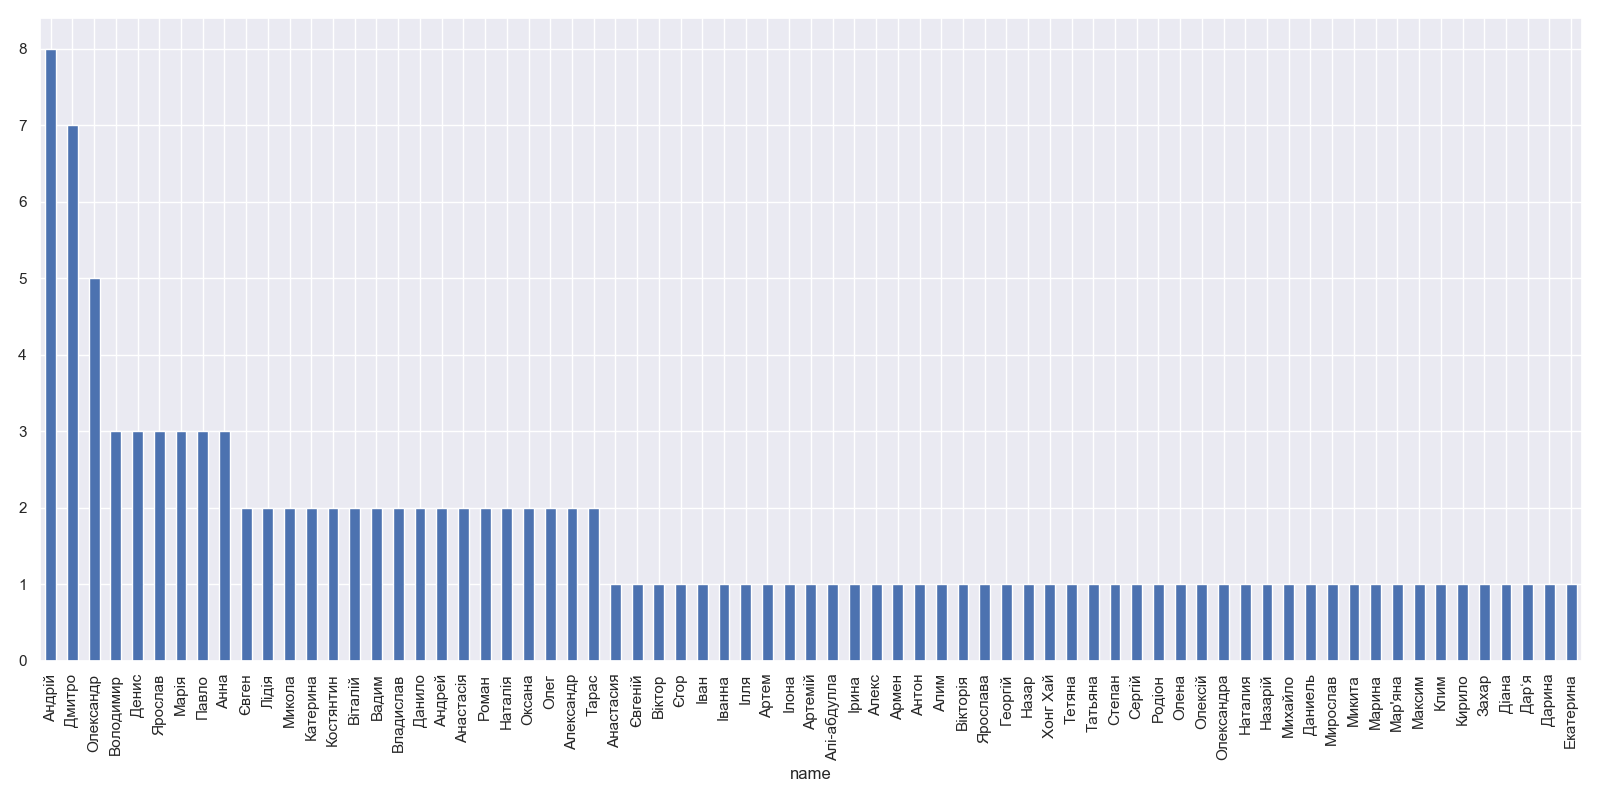 8
7
6
5
4
3
2
1
0
Андрій
Дмитро
Олександр
Володимир
Денис
Ярослав
Марія
Павло
Анна
Євген
Лідія
Микола
Катерина
Костянтин
Віталій
Вадим
Владислав
Данило
Андрей
Анастасія
Роман
Наталія
Оксана
Олег
Александр
Тарас
Анастасия
Євгеній
Віктор
Єгор
Іван
Іванна
Ілля
Артем
Ілона
Артемій
Алі-абдулла
Ірина
Алекс
Армен
Антон
Алим
Вікторія
Ярослава
Георгій
Назар
Хонг Хай
Тетяна
Татьяна
Степан
Сергій
Родіон
Олена
Олексій
Олександра
Наталия
Назарій
Михайло
Даниель
Мирослав
Микита
Марина
Мар'яна
Максим
Клим
Кирило
Захар
Діана
Дар'я
Дарина
Екатерина
name